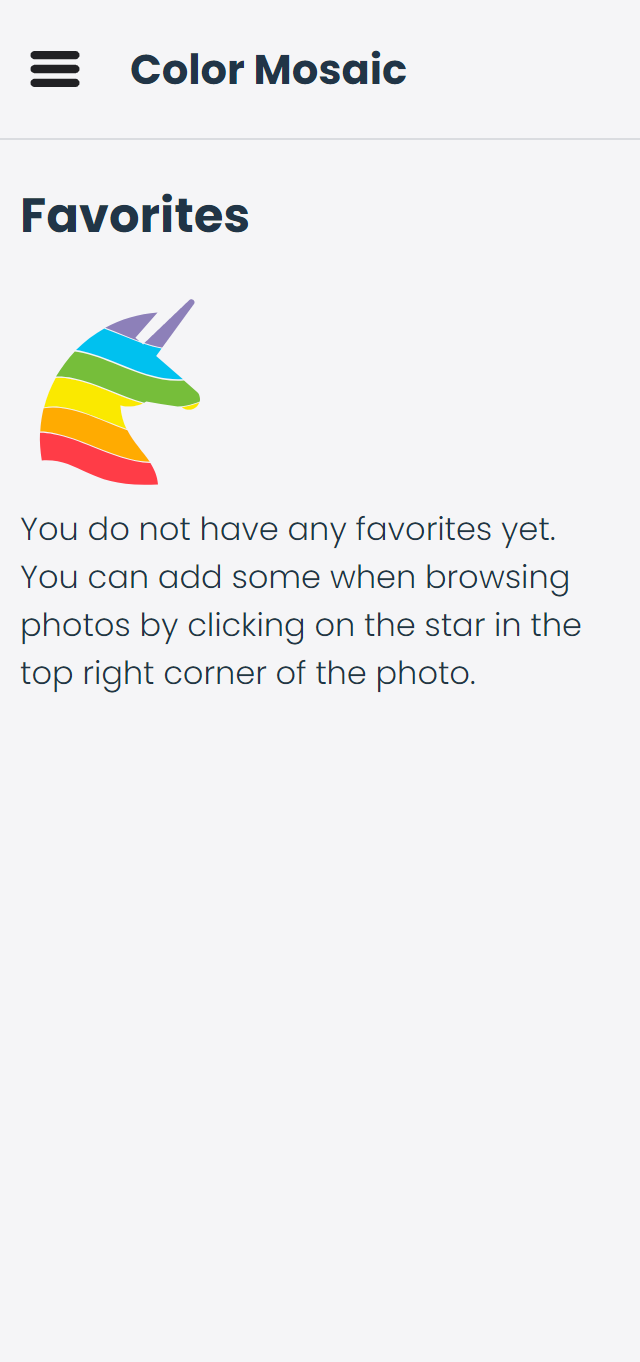 Color Mosaic
Favorites
You do not have any favorites yet.
You can add some when browsing
photos by clicking on the star in the
top right corner of the photo.